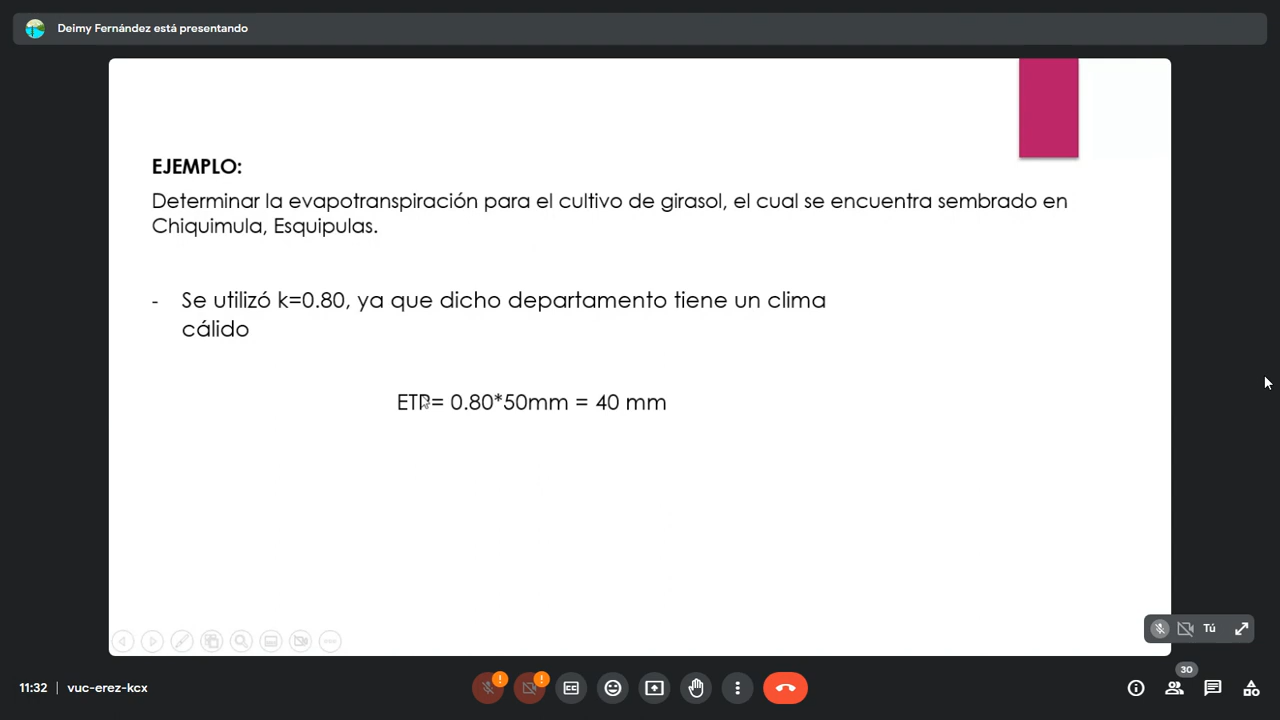 Deimy Fernández está presentando
EJEMPLO:
Determinar la evapotranspiración para el cultivo de girasol, el cual se encuentra sembrado en
Chiquimula, Esquipulas.
- Se utilizó k=0.80, ya que dicho departamento tiene un clima
cálido
ETP= 0.80*50mm = 40 mm
Tú
11:32 | vuc-erez-kcx
30